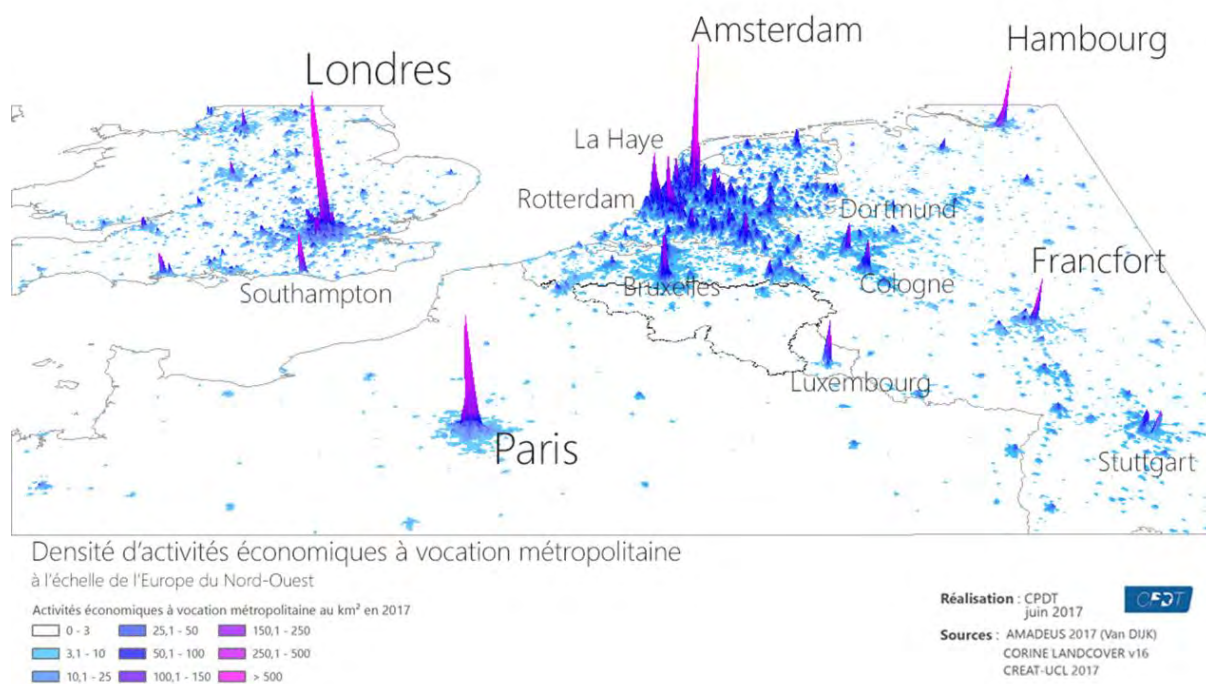 Amsterdam
Hambourg
Londres
La Haye
Rotterdam
Dortmund
Francfort
Southampton
Bruxelles
Cologne
Luxembourg
Paris
Stuttgart
Densité d'activités économiques à vocation métropolitaine
à l'échelle de l'Europe du Nord-Ouest
Activités économiques à vocation métropolitaine au km² en 2017
0 - 3 25,1 - 50 150,1 - 250
3,1 - 10 50,1 - 100 250,1 - 500
10,1 - 25 100,1 - 150 > 500
Réalisation : CPDT
juin 2017
CPDT
Sources : AMADEUS 2017 (Van DIJK)
CORINE LANDCOVER v16
CREAT-UCL 2017